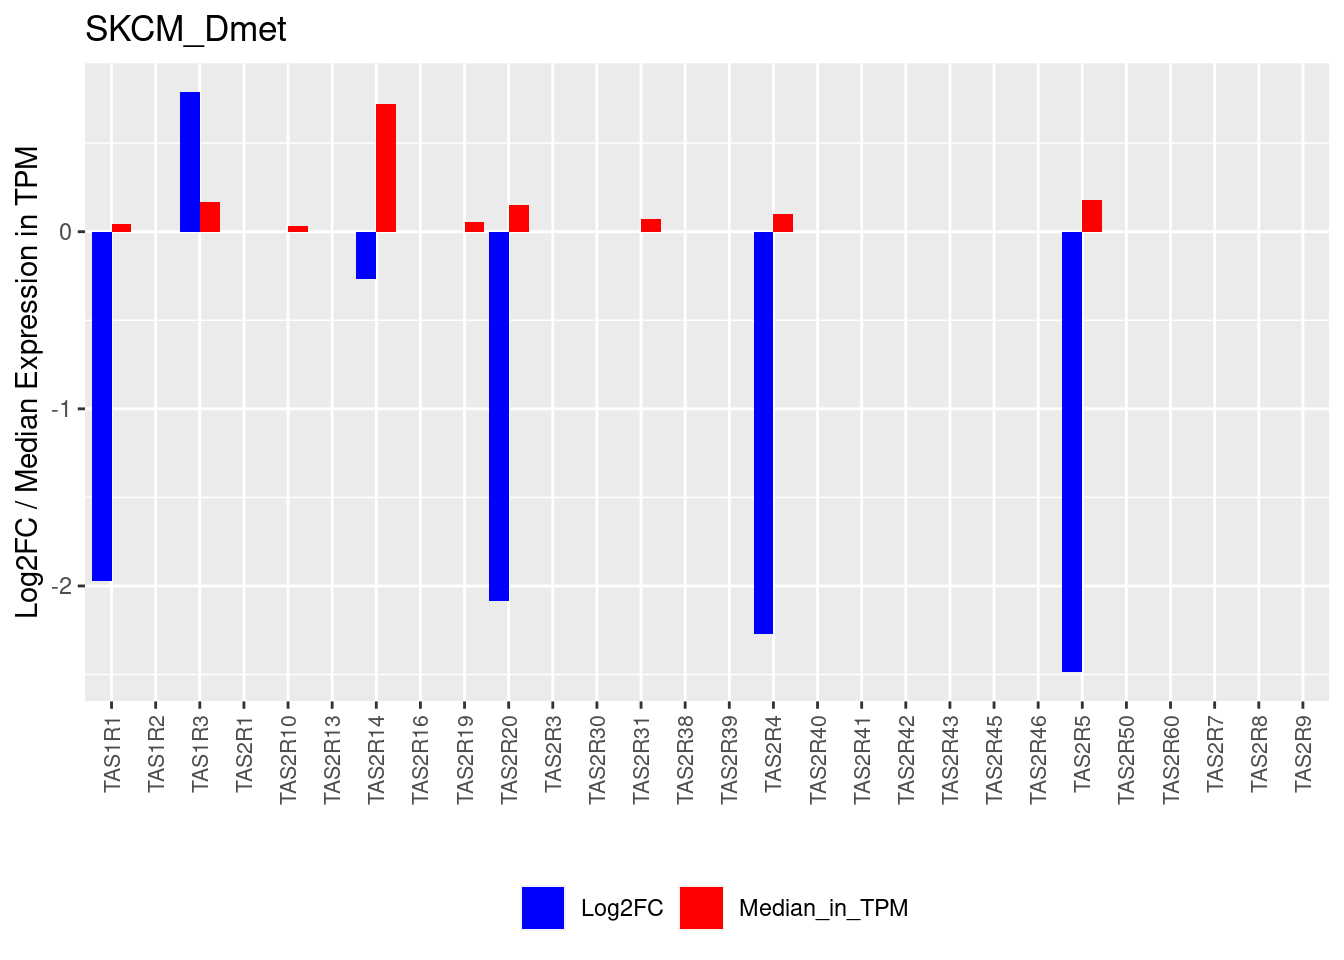 SKCM_Dmet
Log2FC / Median Expression in TPM
0
-1
-2
TAS1R1
TAS1R2
TAS1R3
TAS2R1
TAS2R10
TAS2R13
TAS2R14
TAS2R16
TAS2R19
TAS2R20
TAS2R3
TAS2R30
TAS2R31
TAS2R38
TAS2R39
TAS2R4
TAS2R40
TAS2R41
TAS2R42
TAS2R43
TAS2R45
TAS2R46
TAS2R5
TAS2R50
TAS2R60
TAS2R7
TAS2R8
TAS2R9
Log2FC
Median_in_TPM